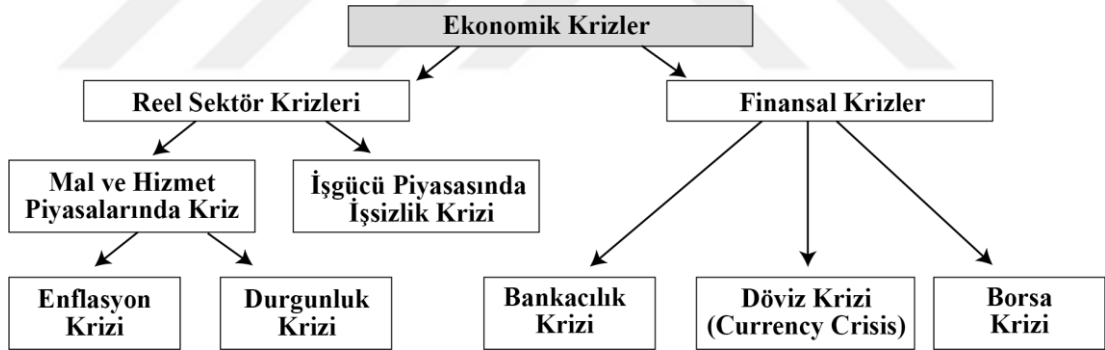 Ekonomik Krizler
Reel Sektör Krizleri
Finansal Krizler
Mal ve Hizmet
Piyasalarında Kriz
İşgücü Piyasasında
İşsizlik Krizi
Enflasyon
Krizi
Durgunluk
Krizi
Bankacılık
Krizi
Döviz Krizi
(Currency Crisis)
Borsa
Krizi